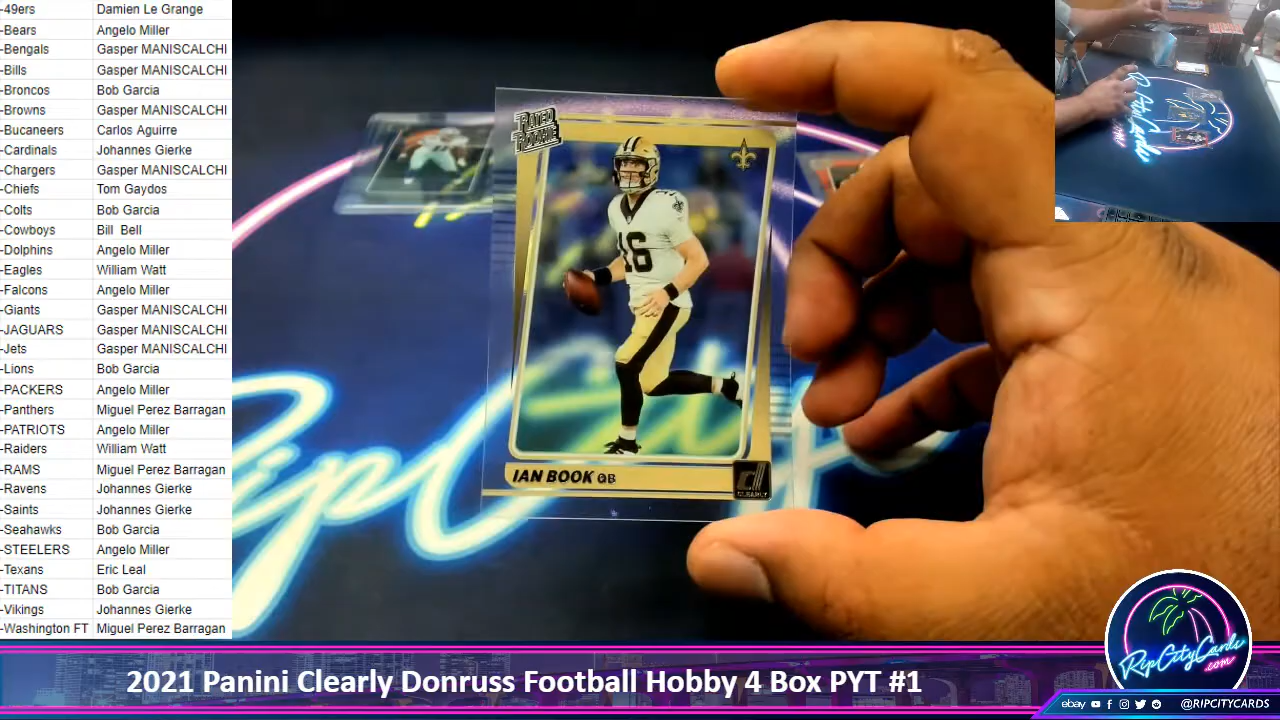 -49ers Damien Le Grange
-Bears Angelo Miller
-Bengals Gasper MANISCALCHI
-Bills Gasper MANISCALCHI
-Broncos Bob Garcia
-Browns Gasper MANISCALCHI
-Bucaneers Carlos Aguirre
-Cardinals Johannes Gierke
-Chargers Gasper MANISCALCHI
-Chiefs Tom Gaydos
-Colts Bob Garcia
-Cowboys Bill Bell
-Dolphins Angelo Miller
-Eagles William Watt
-Falcons Angelo Miller
-Giants Gasper MANISCALCHI
-JAGUARS Gasper MANISCALCHI
-Jets Gasper MANISCALCHI
-Lions Bob Garcia
-PACKERS Angelo Miller
-Panthers Miguel Perez Barragan
-PATRIOTS Angelo Miller
-Raiders William Watt
-RAMS Miguel Perez Barragan
-Ravens Johannes Gierke
-Saints Johannes Gierke
-Seahawks Bob Garcia
-STEELERS Angelo Miller
-Texans Eric Leal
-TITANS Bob Garcia
-Vikings Johannes Gierke
-Washington FT Miguel Perez Barragan
RATED
ROOKIE
16
IAN BOOK QB
CLEARLY
RipCityCards
.com
2021 Panini Clearly Donruss Football Hobby 4 Box PYT #1
ebay @RIPCITYCARDS